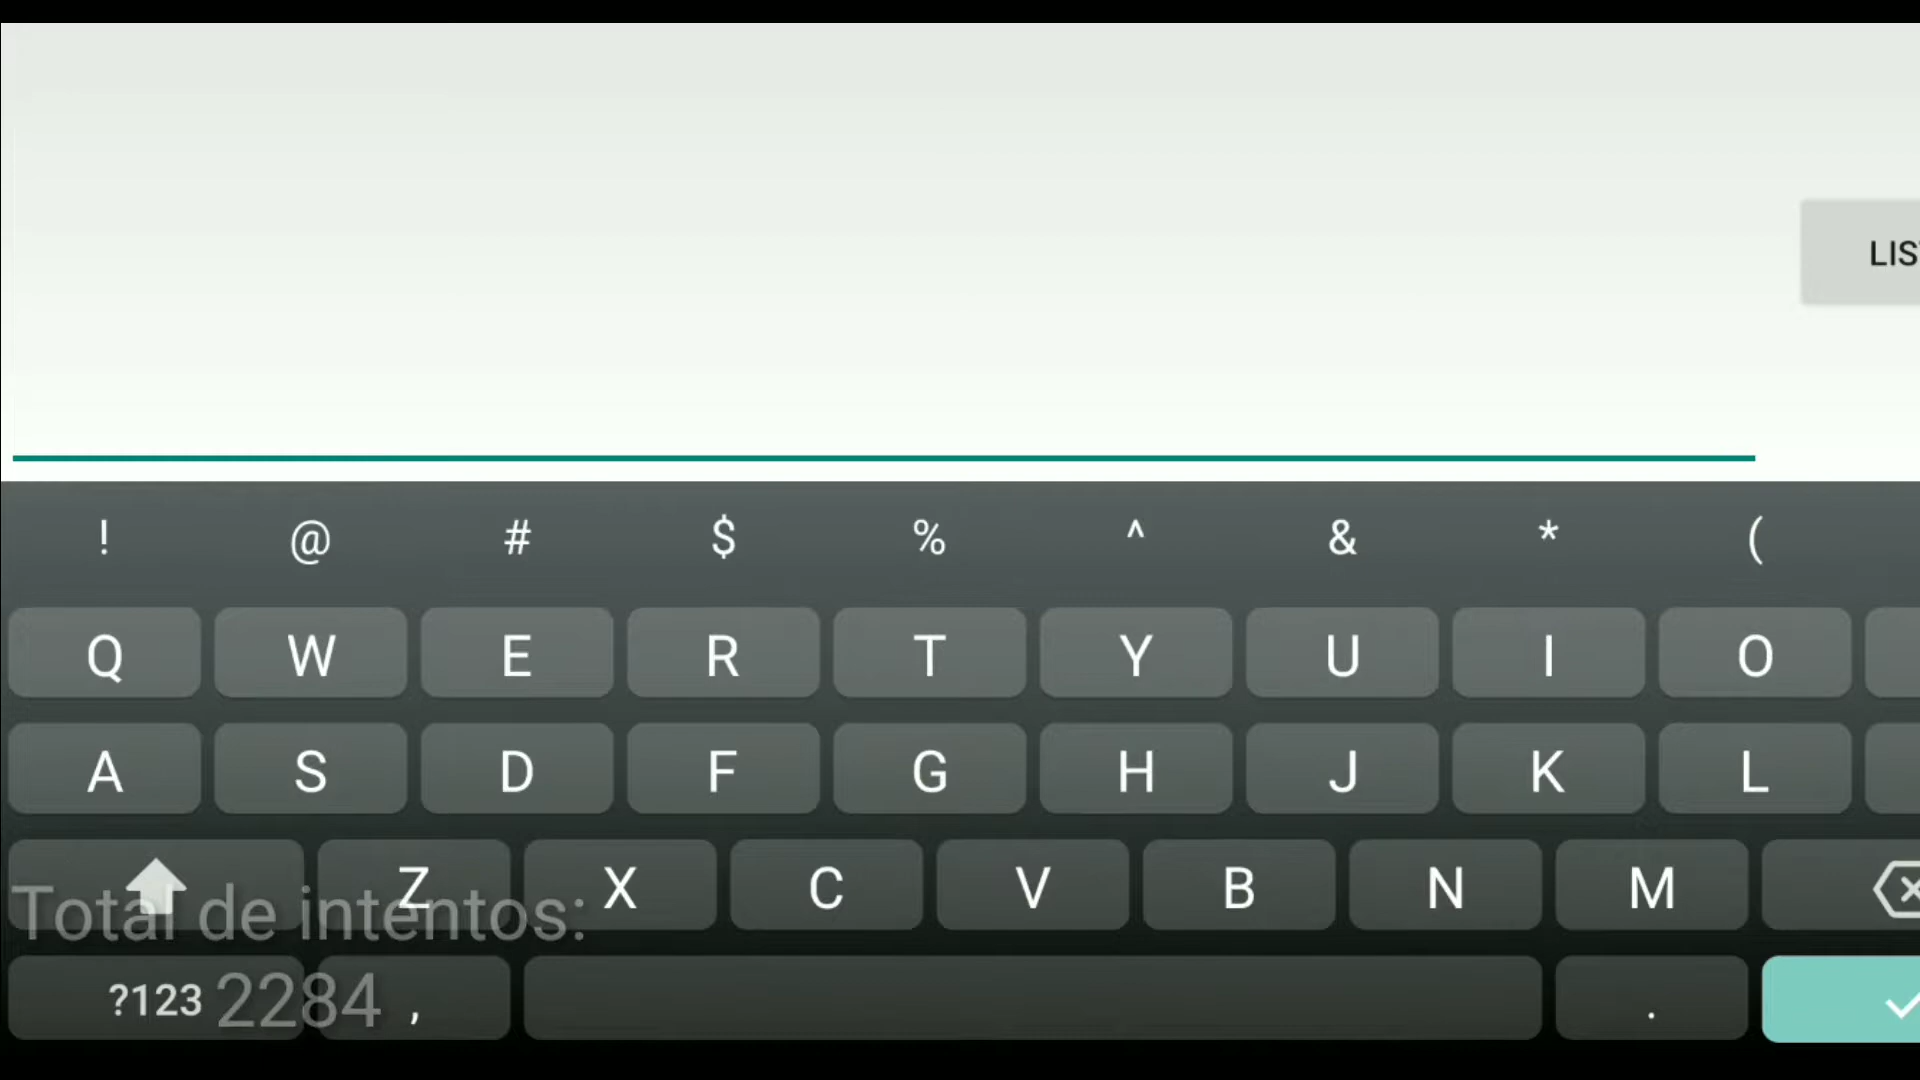 LIS
! @ # $ % ^ & * (
Q W E R T Y U I O
A S D F G H J K L
Z X C V B N M
Total de intentos:
?123 , .
2284